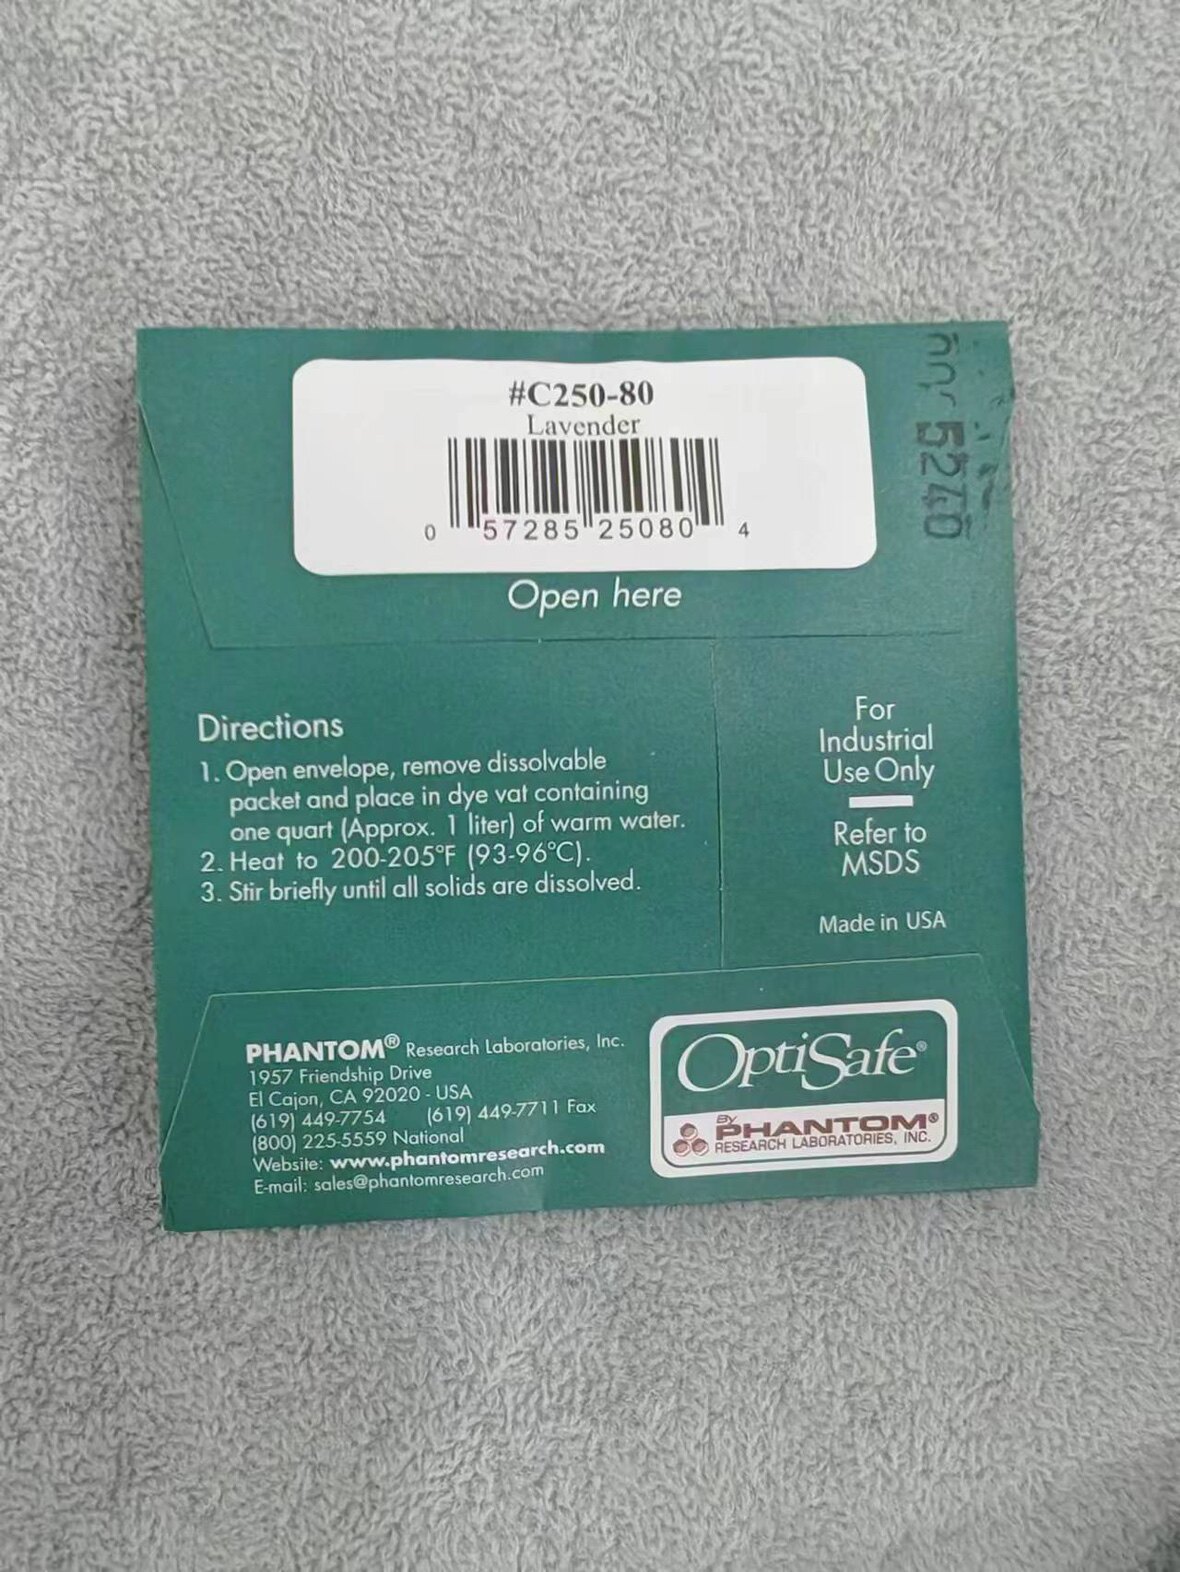 #C250-80
Lavender
0 57285 25080 4
5240
Open here
Directions
1. Open envelope, remove dissolvable
packet and place in dye vat containing
one quart (Approx. 1 liter) of warm water.
2. Heat to 200-205°F (93-96°C).
3. Stir briefly until all solids are dissolved.
For
Industrial
Use Only
Refer to
MSDS
Made in USA
PHANTOM® Research Laboratories, Inc.
1957 Friendship Drive
El Cajon, CA 92020 - USA
(619) 449-7754 (619) 449-7711 Fax
(800) 225-5559 National
Website: www.phantomresearch.com
E-mail: sales@phantomresearch.com
OptiSafe®
By
PHANTOM®
RESEARCH LABORATORIES, INC.